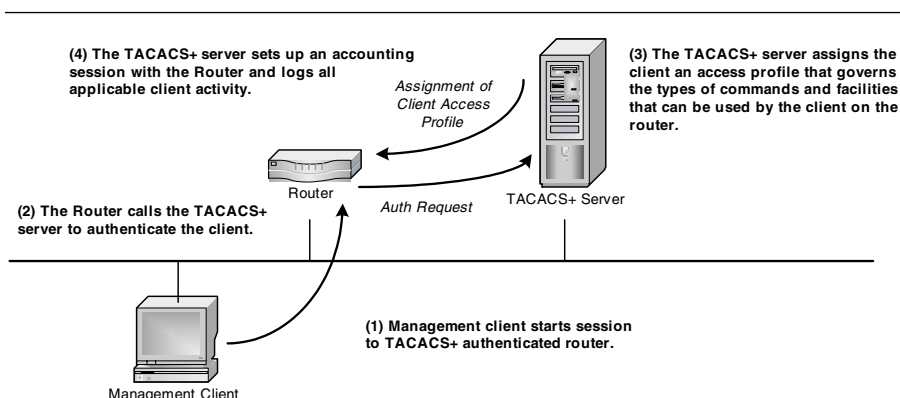 (4) The TACACS+ server sets up an accounting
session with the Router and logs all
applicable client activity.
Assignment of
Client Access
Profile
(3) The TACACS+ server assigns the
client an access profile that governs
the types of commands and facilities
that can be used by the client on the
router.
Router
Auth Request
TACACS+ Server
(2) The Router calls the TACACS+
server to authenticate the client.
(1) Management client starts session
to TACACS+ authenticated router.
Management Client